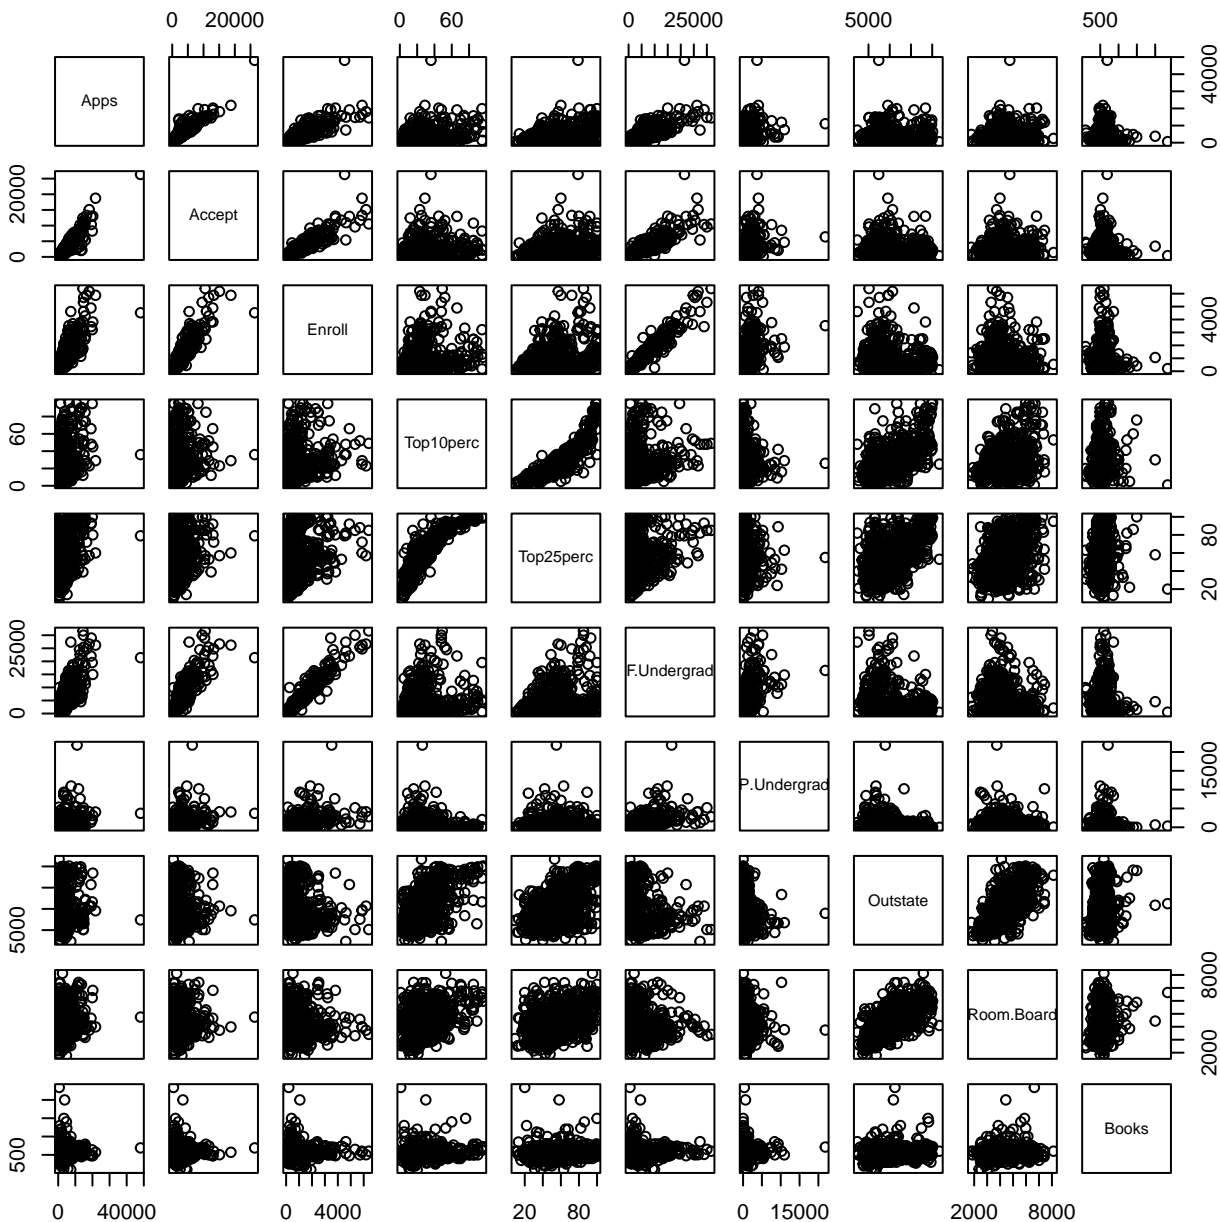 0 20000 0 60 0 25000 5000 500
Apps 0 40000
0 20000 Accept
Enroll 0 4000
0 60 Top10perc
Top25perc 20 80
0 25000 F.Undergrad
P.Undergrad 0 15000
5000 Outstate
Room.Board 2000 8000
500 Books
0 40000 0 4000 20 80 0 15000 2000 8000